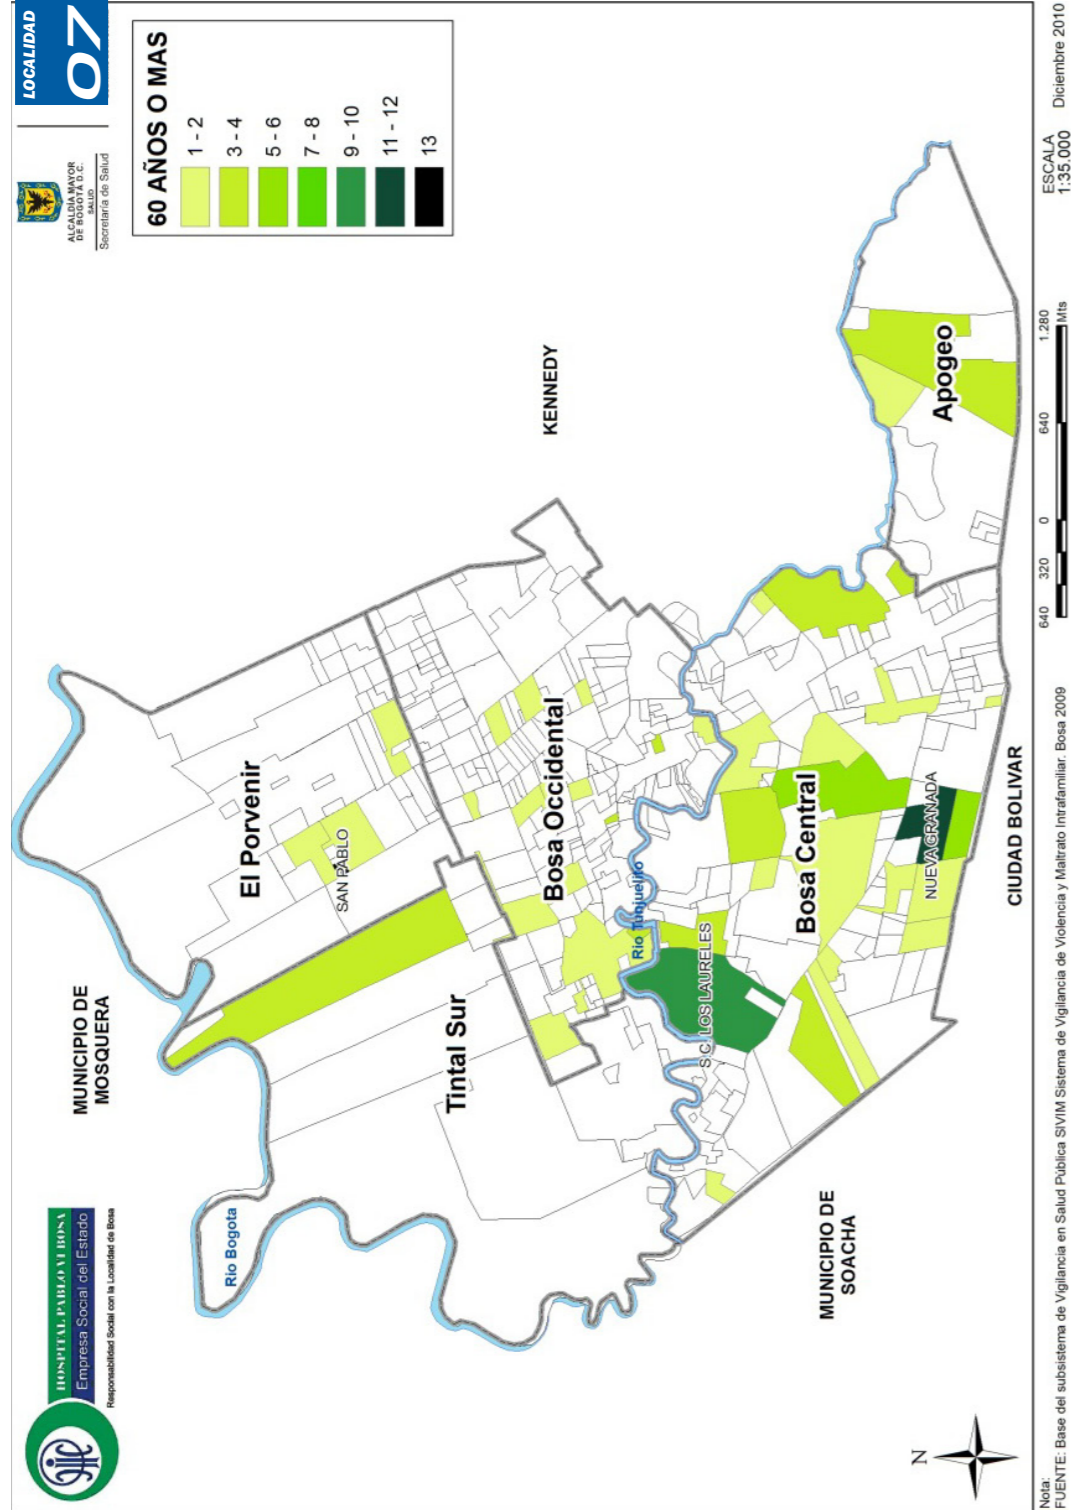 HOSPITAL PABLO VI BOSA
Empresa Social del Estado
Responsabilidad Social con la Localidad de Bosa
ALCALDIA MAYOR
DE BOGOTÁ D.C.
SALUD
Secretaría de Salud
LOCALIDAD
07
60 AÑOS O MAS
1 - 2
3 - 4
5 - 6
7 - 8
9 - 10
11 - 12
13
MUNICIPIO DE
MOSQUERA
Rio Bogota
El Porvenir
SAN PABLO
Tintal Sur
KENNEDY
Bosa Occidental
Rio Tunjuelito
S.C. LOS LAURELES
Bosa Central
MUNICIPIO DE
SOACHA
NUEVA GRANADA
Apogeo
CIUDAD BOLIVAR
N
640 320 0 640 1.280
Mts
ESCALA
1:35.000
Diciembre 2010
Nota:
FUENTE: Base del subsistema de Vigilancia en Salud Pública SIVIM Sistema de Vigilancia de Violencia y Maltrato Intrafamiliar. Bosa 2009